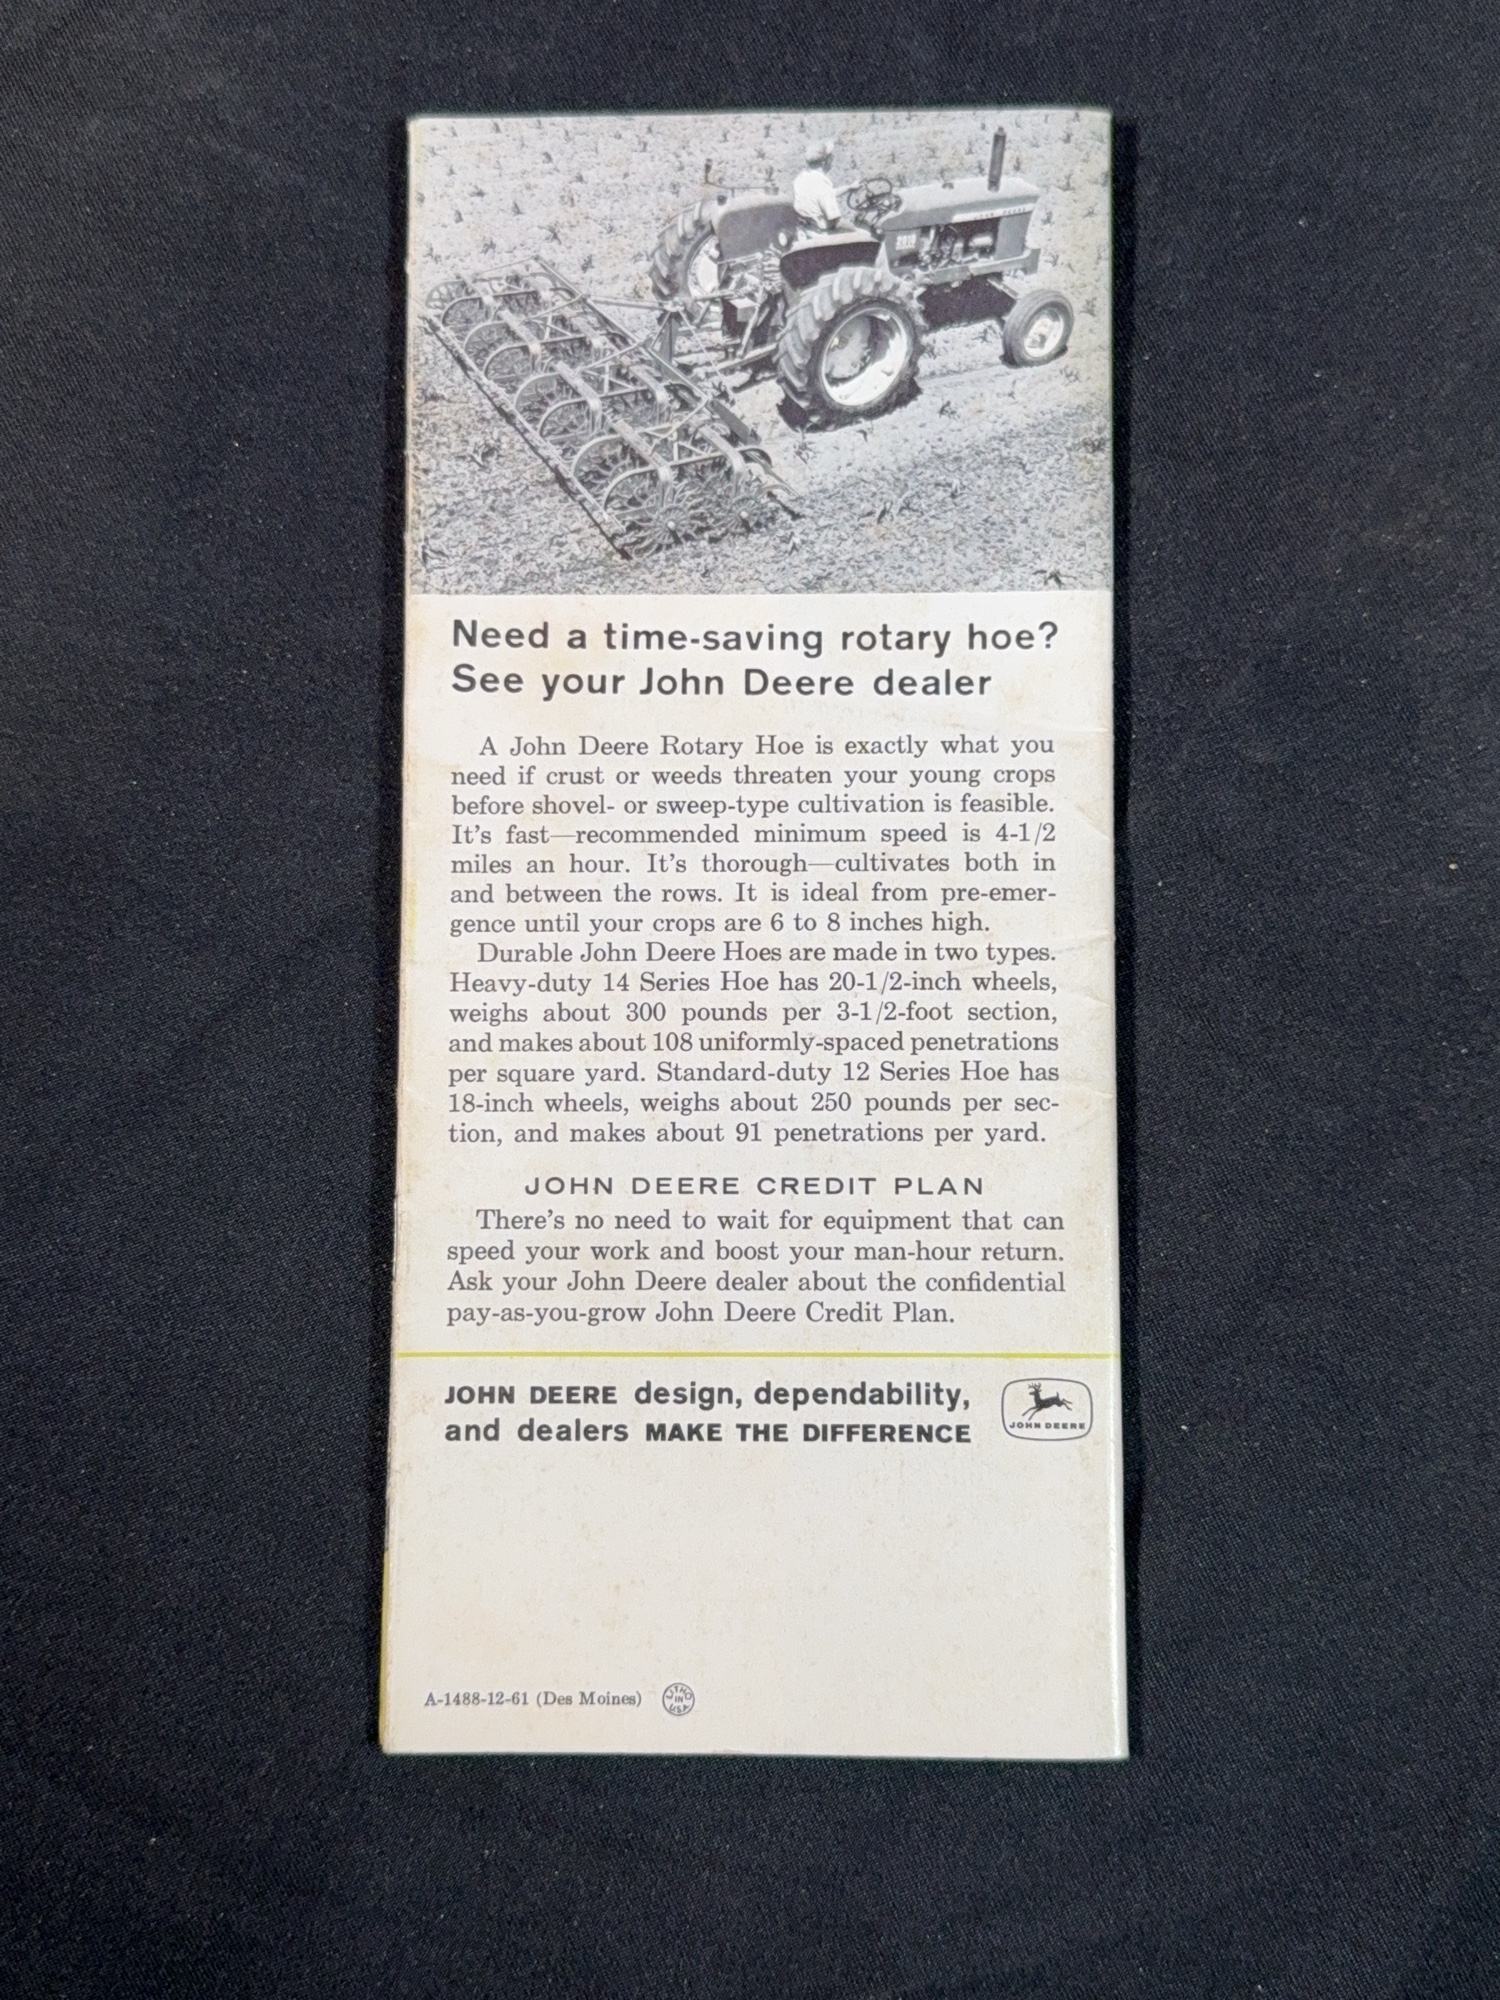 Need a time-saving rotary hoe?
See your John Deere dealer
A John Deere Rotary Hoe is exactly what you
need if crust or weeds threaten your young crops
before shovel- or sweep-type cultivation is feasible.
It's fast—recommended minimum speed is 4-1/2
miles an hour. It's thorough—cultivates both in
and between the rows. It is ideal from pre-emer-
gence until your crops are 6 to 8 inches high.
Durable John Deere Hoes are made in two types.
Heavy-duty 14 Series Hoe has 20-1/2-inch wheels,
weighs about 300 pounds per 3-1/2-foot section,
and makes about 108 uniformly-spaced penetrations
per square yard. Standard-duty 12 Series Hoe has
18-inch wheels, weighs about 250 pounds per sec-
tion, and makes about 91 penetrations per yard.
JOHN DEERE CREDIT PLAN
There's no need to wait for equipment that can
speed your work and boost your man-hour return.
Ask your John Deere dealer about the confidential
pay-as-you-grow John Deere Credit Plan.
JOHN DEERE design, dependability,
and dealers MAKE THE DIFFERENCE
JOHN DEERE
A-1488-12-61 (Des Moines)
LITHO
IN
USA